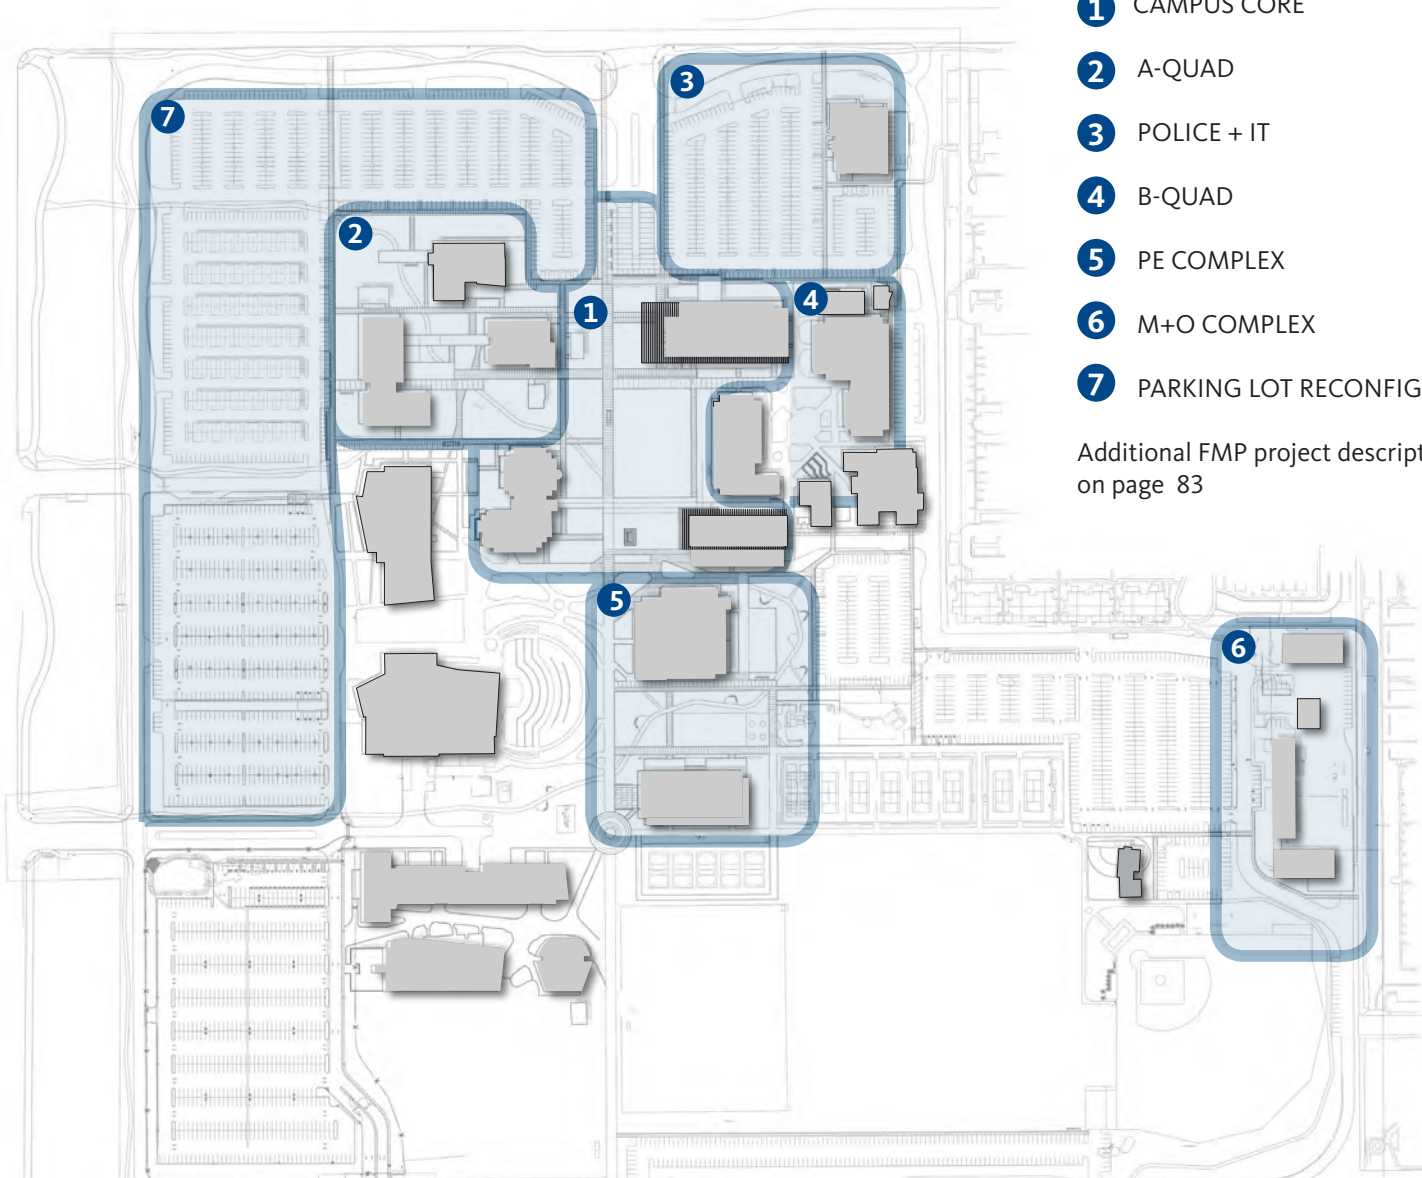 1 CAMPUS CORE
2 A-QUAD
3 POLICE + IT
4 B-QUAD
5 PE COMPLEX
6 M+O COMPLEX
7 PARKING LOT RECONFIG
Additional FMP project descript
on page 83
3
7
2
4
1
5
6